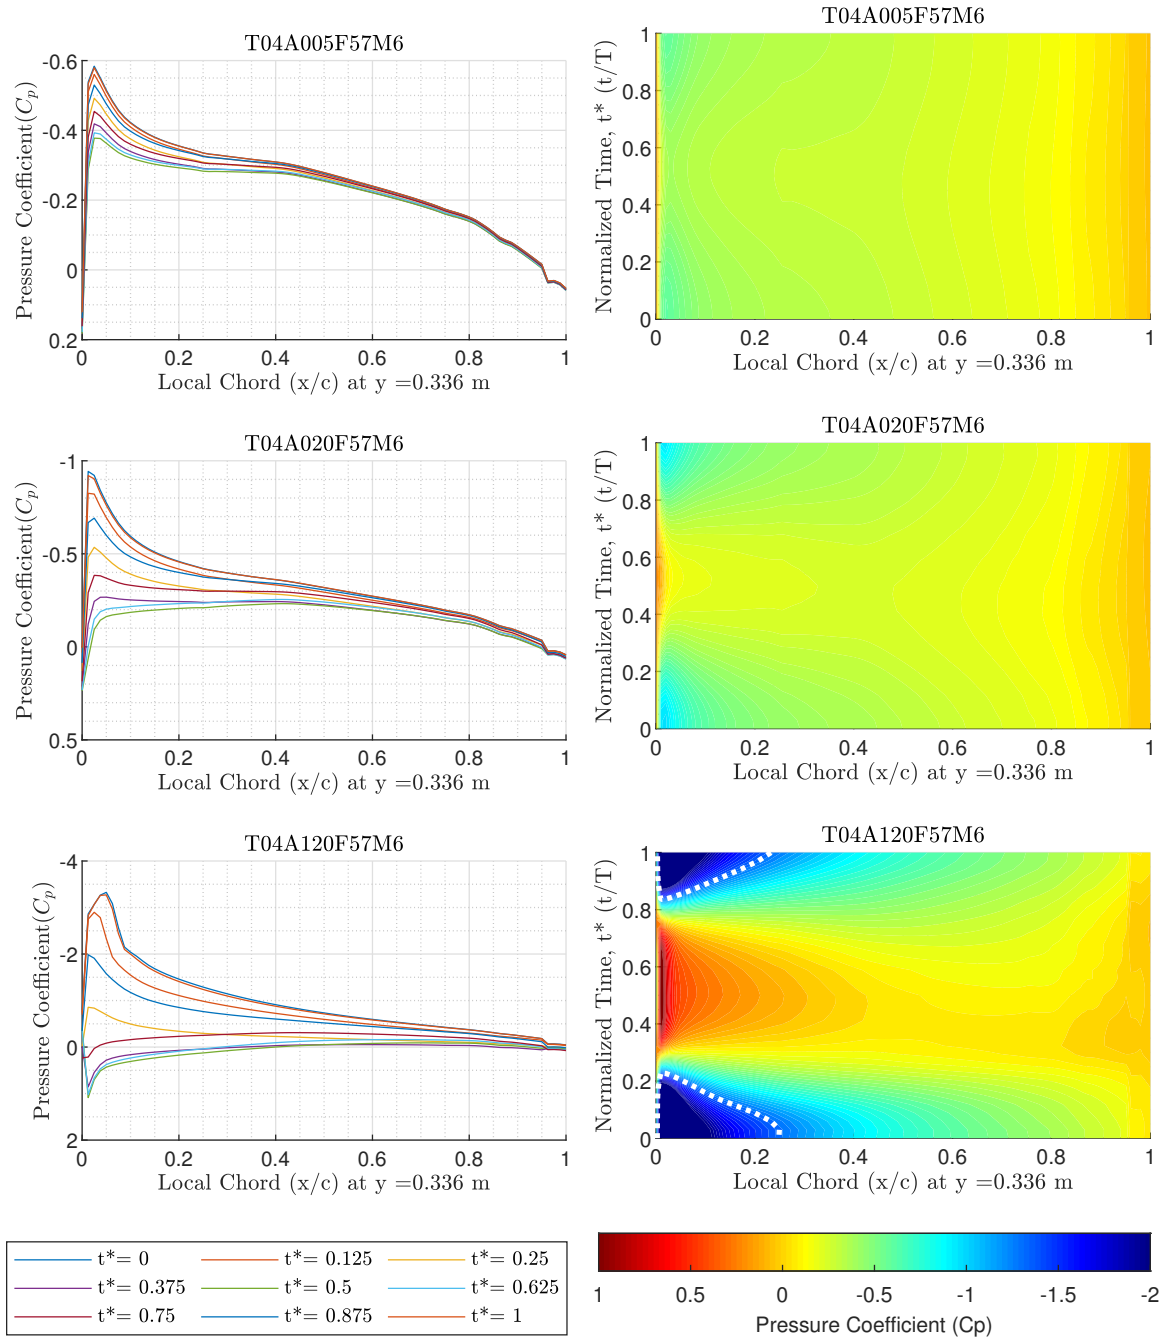 T04A005F57M6
-0.6
-0.4
-0.2
0
0.2
0 0.2 0.4 0.6 0.8 1
Pressure Coefficient(Cp)
Local Chord (x/c) at y =0.336 m
T04A005F57M6
1
0.8
0.6
0.4
0.2
0
0 0.2 0.4 0.6 0.8 1
Normalized Time, t* (t/T)
Local Chord (x/c) at y =0.336 m
T04A020F57M6
-1
-0.5
0
0.5
0 0.2 0.4 0.6 0.8 1
Pressure Coefficient(Cp)
Local Chord (x/c) at y =0.336 m
T04A020F57M6
1
0.8
0.6
0.4
0.2
0
0 0.2 0.4 0.6 0.8 1
Normalized Time, t* (t/T)
Local Chord (x/c) at y =0.336 m
T04A120F57M6
-4
-2
0
2
0 0.2 0.4 0.6 0.8 1
Pressure Coefficient(Cp)
Local Chord (x/c) at y =0.336 m
T04A120F57M6
1
0.8
0.6
0.4
0.2
0
0 0.2 0.4 0.6 0.8 1
Normalized Time, t* (t/T)
Local Chord (x/c) at y =0.336 m
t*= 0 t*= 0.125 t*= 0.25
t*= 0.375 t*= 0.5 t*= 0.625
t*= 0.75 t*= 0.875 t*= 1
1 0.5 0 -0.5 -1 -1.5 -2
Pressure Coefficient (Cp)